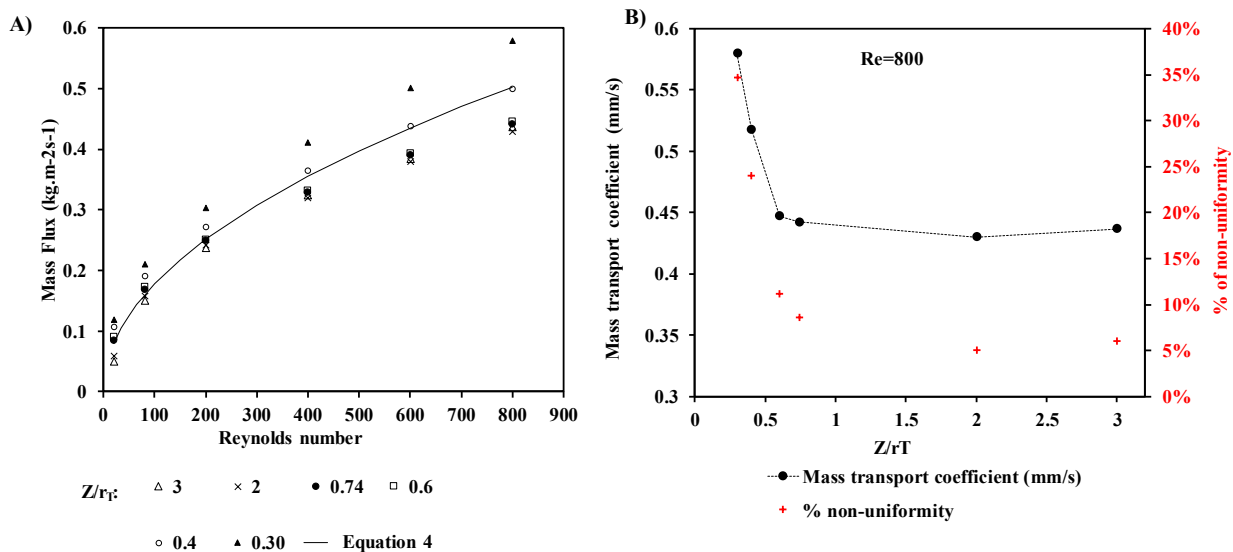 A)
Mass Flux (kg.m-2s-1)
0.6
0.5
0.4
0.3
0.2
0.1
0
0 100 200 300 400 500 600 700 800 900
Reynolds number
Z/rT: 3 2 0.74 0.6
0.4 0.30 Equation 4
B)
Re=800
Mass transport coefficient (mm/s)
0.6
0.55
0.5
0.45
0.4
0.35
0.3
40%
35%
30%
25%
20%
15%
10%
5%
0%
% of non-uniformity
0 0.5 1 1.5 2 2.5 3
Z/rT
Mass transport coefficient (mm/s)
% non-uniformity